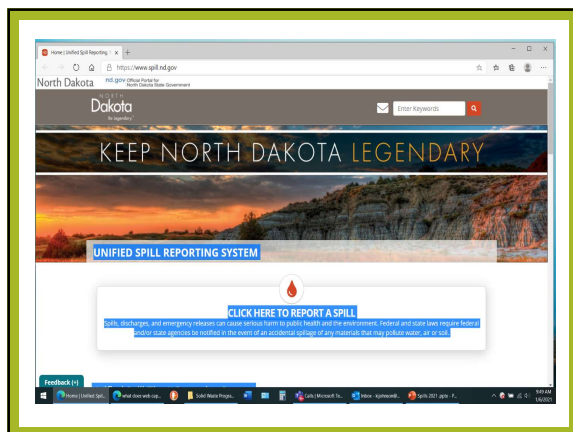 Home | Unified Spill Reporting,
https://www.spill.nd.gov
North Dakota nd.gov Official Portal for
North Dakota State Government
NORTH
Dakota
Be Legendary.™
Enter Keywords
KEEP NORTH DAKOTA LEGENDARY
UNIFIED SPILL REPORTING SYSTEM
CLICK HERE TO REPORT A SPILL
Spills, discharges, and emergency releases can cause serious harm to public health and the environment. Federal and state laws require federal
and/or state agencies be notified in the event of an accidental spillage of any materials that may pollute water, air or soil.
Feedback (+)
Home | Unified Spil...
what does web cap...
Solid Waste Progra...
Calls | Microsoft Te...
Spills 2021 .pptx - P...
9:49 AM
1/6/2021